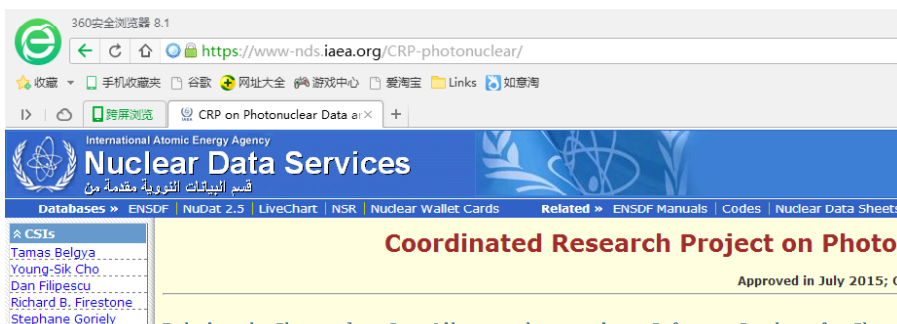 360安全浏览器 8.1
https://www-nds.iaea.org/CRP-photonuclear/
收藏 手机收藏夹 谷歌 网址大全 游戏中心 爱淘宝 Links 如意淘
跨屏浏览 CRP on Photonuclear Data ar
International Atomic Energy Agency
Nuclear Data Services
قسم البيانات النووية مقدمة من
Databases » ENSDF | NuDat 2.5 | LiveChart | NSR | Nuclear Wallet Cards Related » ENSDF Manuals | Codes | Nuclear Data Sheets
CSIs
Coordinated Research Project on Photo
Tamas Belgya
Young-Sik Cho
Approved in July 2015;
Dan Filipescu
Richard B. Firestone
Stephane Goriely